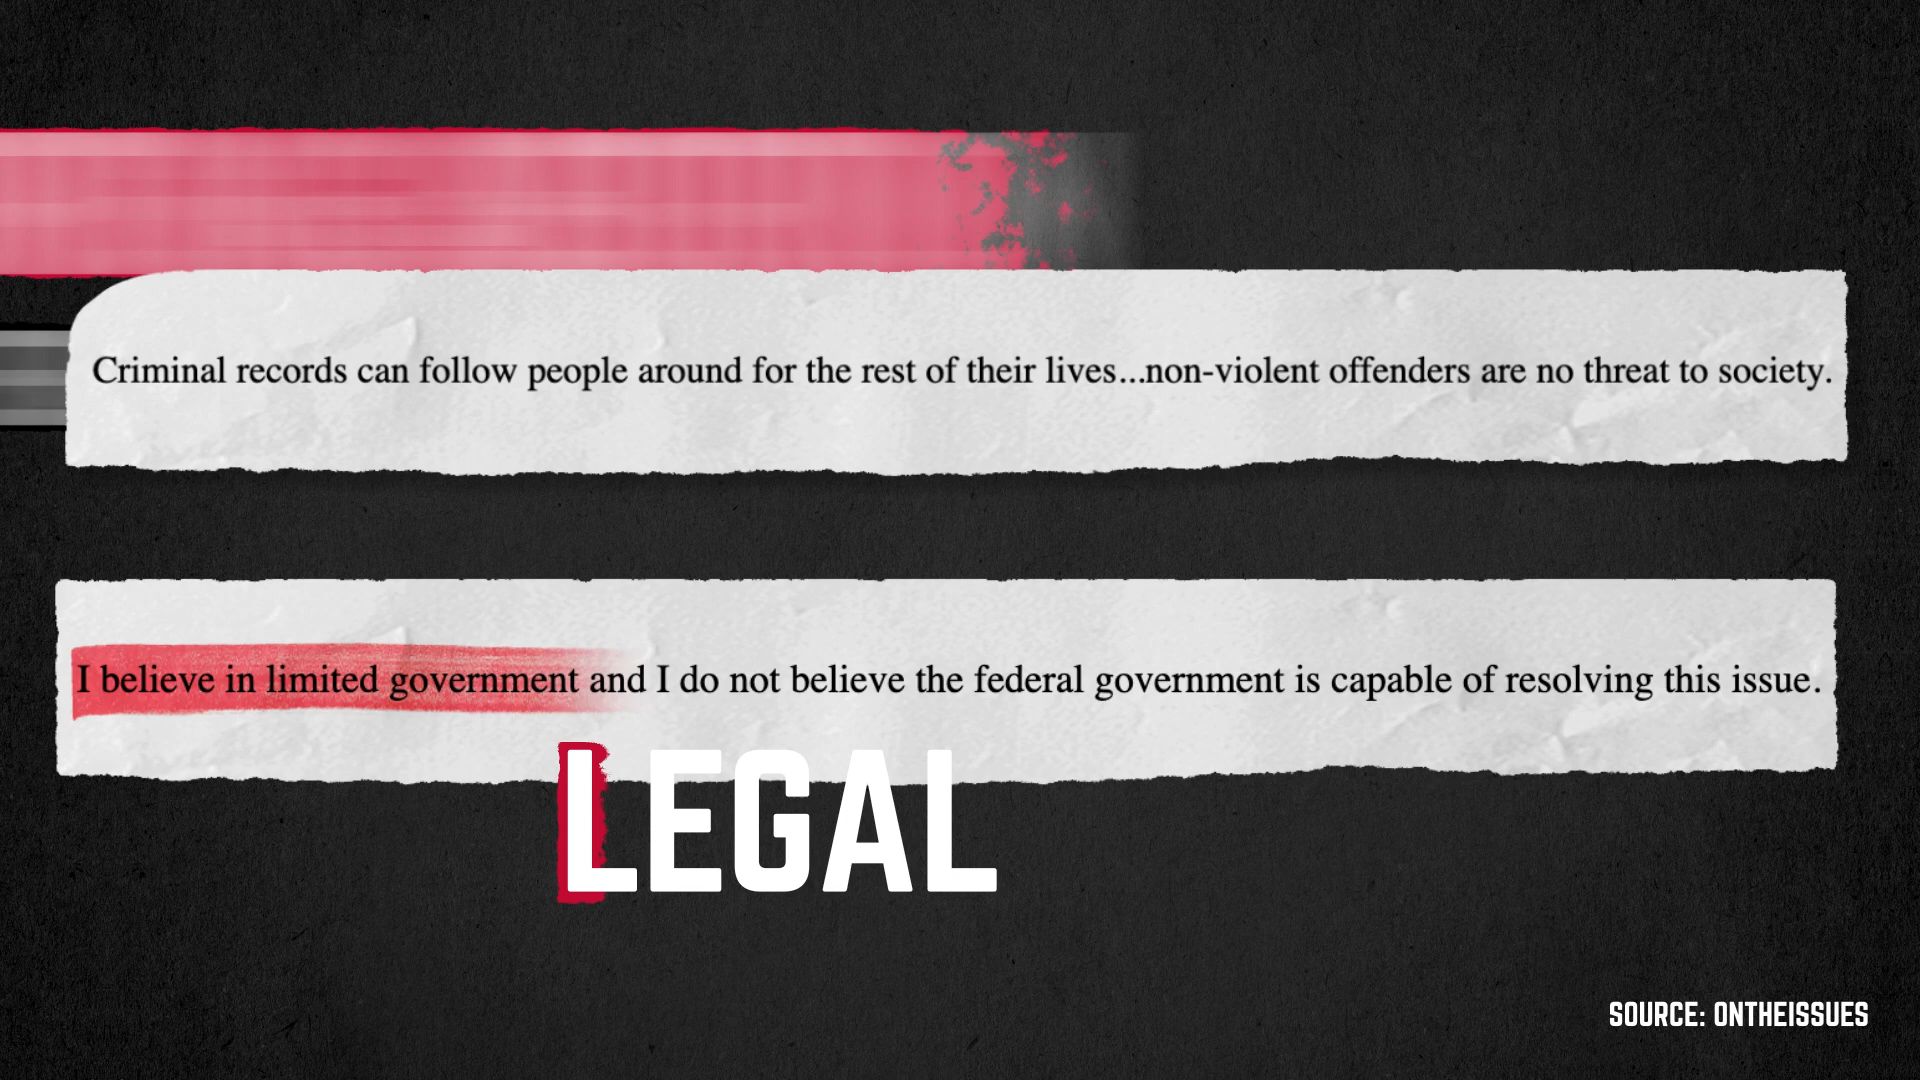 Criminal records can follow people around for the rest of their lives...non-violent offenders are no threat to society.
I believe in limited government and I do not believe the federal government is capable of resolving this issue.
LEGAL
SOURCE: ONTHEISSUES